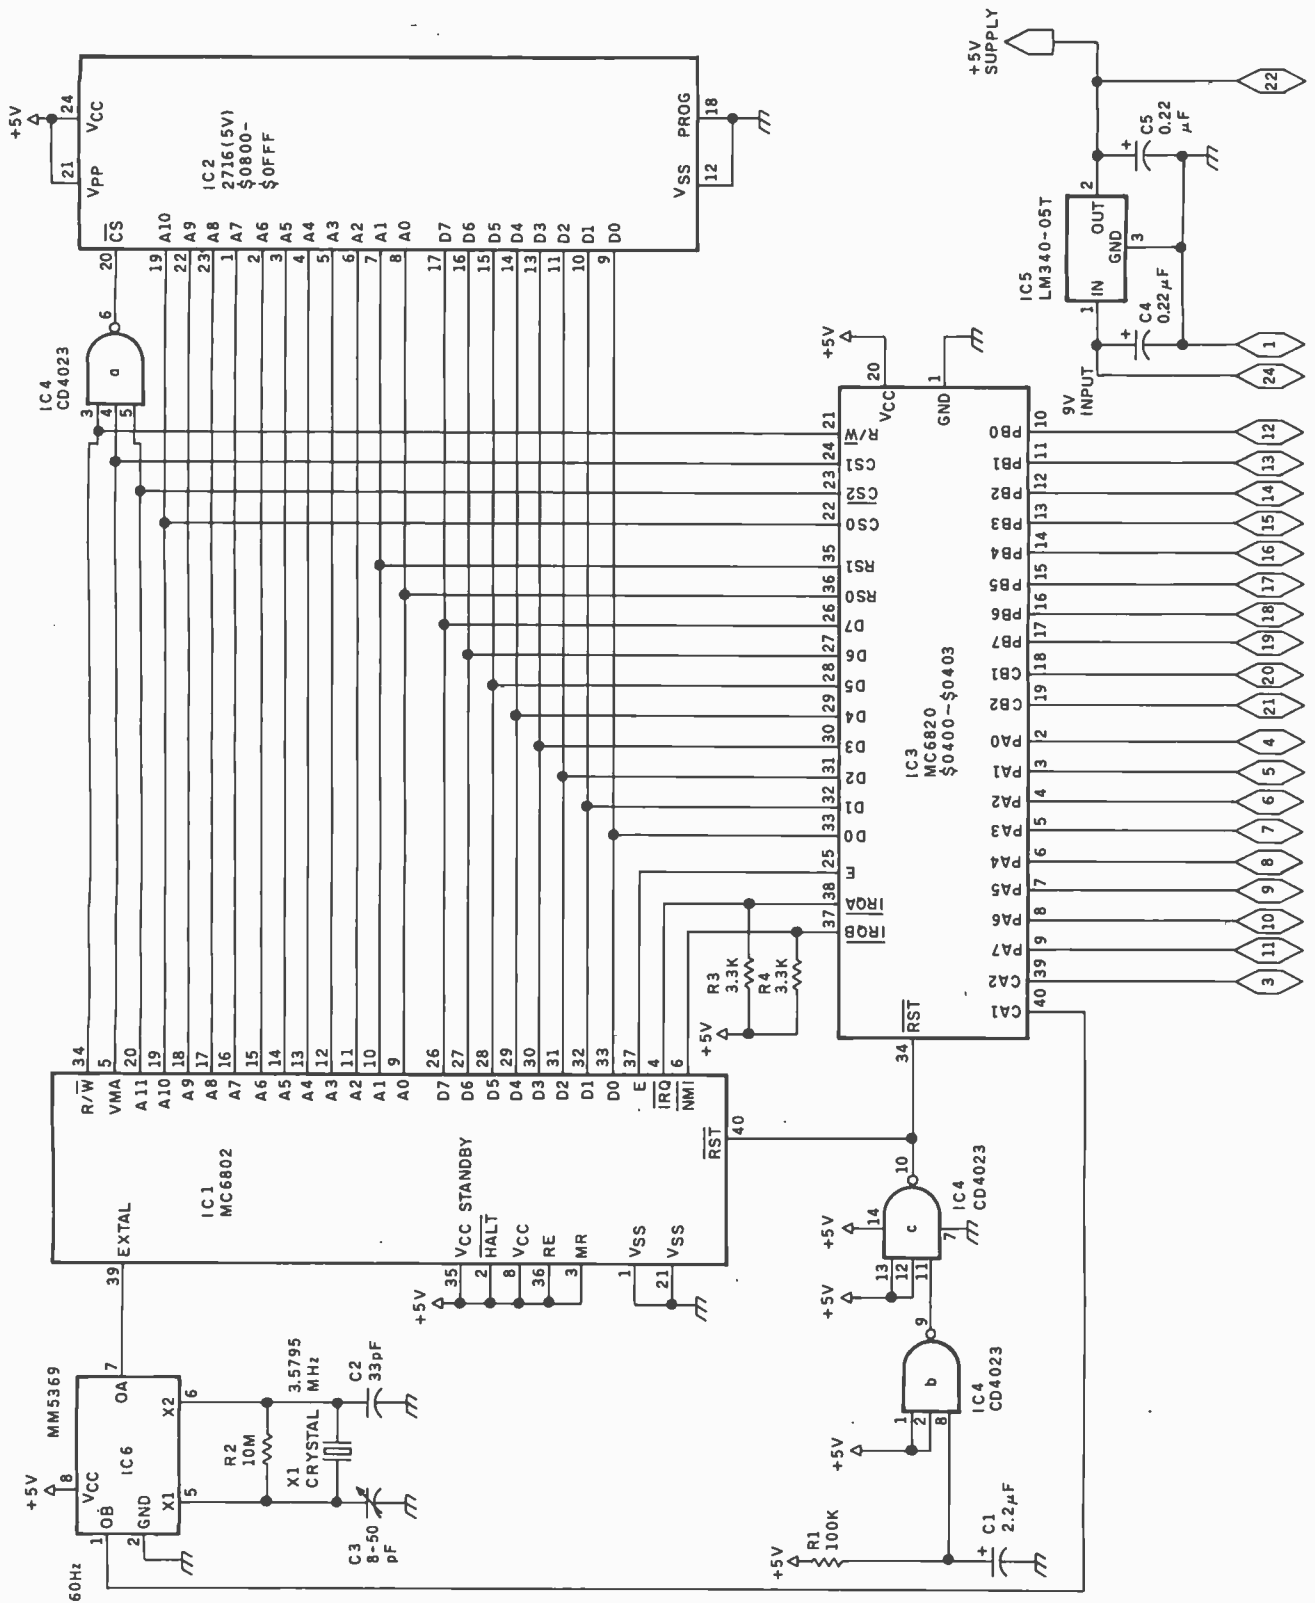 +5V
SUPPLY
22
+5V
24
VCC
21
VPP
IC2
2716(5V)
$0800-
$0FFF
PROG
18
VSS
12
CS
20
A10
19
A9
22
A8
23
A7
1
A6
2
A5
3
A4
4
A3
5
A2
6
A1
7
A0
8
D7
17
D6
16
D5
15
D4
14
D3
13
D2
11
D1
10
D0
9
IC4
CD4023
a
6
3
4
5
C5
0.22
µF
+
2
OUT
GND
3
IN
1
IC5
LM340-05T
+
C4
0.22µF
1
24
9V
INPUT
+5V
20
VCC
1
GND
21
R/W
24
CS1
23
CS2
22
CS0
35
RS1
36
RS0
26
D7
27
D6
28
D5
29
D4
30
D3
31
D2
32
D1
33
D0
25
E
38
IRQA
37
IRQB
IC3
MC6820
$0400-$0403
PB0
10
12
PB1
11
13
PB2
12
14
PB3
13
15
PB4
14
16
PB5
15
17
PB6
16
18
PB7
17
19
CB1
18
20
CB2
19
21
PA0
2
4
PA1
3
5
PA2
4
6
PA3
5
7
PA4
6
8
PA5
7
9
PA6
8
10
PA7
9
11
CA2
39
3
CA1
40
RST
34
R3
3.3K
R4
3.3K
+5V
34
R/W
5
VMA
20
A11
19
A10
18
A9
17
A8
16
A7
15
A6
14
A5
13
A4
12
A3
11
A2
10
A1
9
A0
26
D7
27
D6
28
D5
29
D4
30
D3
31
D2
32
D1
33
D0
37
E
4
IRQ
6
NMI
RST
40
IC1
MC6802
EXTAL
39
VCC STANDBY
35
HALT
2
VCC
8
RE
36
MR
3
VSS
1
VSS
21
+5V
10
IC4
CD4023
c
+5V
14
7
13
12
11
+5V
9
b
IC4
CD4023
1
2
8
+5V
R1
100K
+5V
+
C1
2.2µF
MM5369
IC6
7
OA
X2
6
+5V
8
VCC
X1
5
OB
1
GND
2
60Hz
R2
10M
X1
CRYSTAL
3.5795
MHz
C2
33pF
C3
8-50
pF